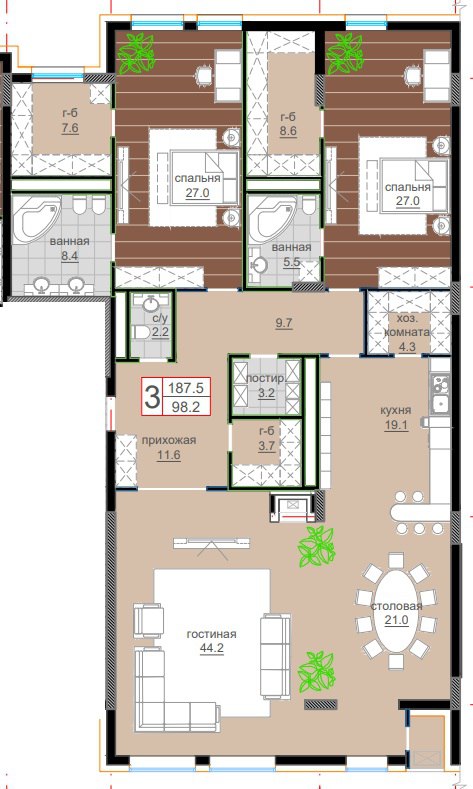 г-б
7.6
спальня
27.0
г-б
8.6
спальня
27.0
ванная
8.4
ванная
5.5
с/у
2.2
9.7
хоз.
комната
4.3
3
187.5
98.2
постир.
3.2
кухня
19.1
прихожая
11.6
г-б
3.7
гостиная
44.2
столовая
21.0